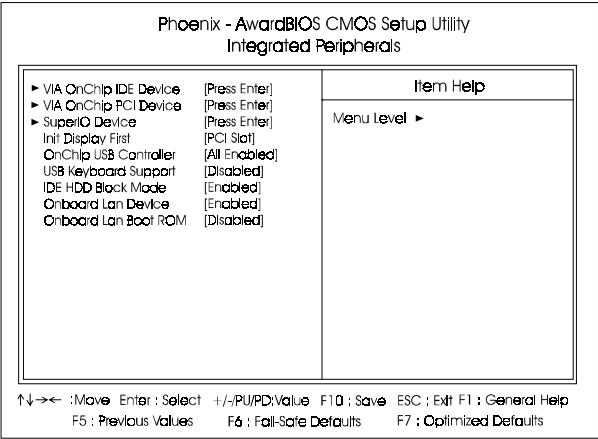 Phoenix - AwardBIOS CMOS Setup Utility
Integrated Peripherals
► VIA OnChip IDE Device [Press Enter]
► VIA OnChip PCI Device [Press Enter]
► SuperIO Device [Press Enter]
Init Display First [PCI Slot]
OnChip USB Controller [All Enabled]
USB Keyboard Support [Disabled]
IDE HDD Block Mode [Enabled]
Onboard Lan Device [Enabled]
Onboard Lan Boot ROM [Disabled]
Item Help
Menu Level ►
↑↓→← :Move Enter : Select +/-/PU/PD:Value F10 : Save ESC : Exit F1 : General Help
F5 : Previous Values F6 : Fail-Safe Defaults F7 : Optimized Defaults